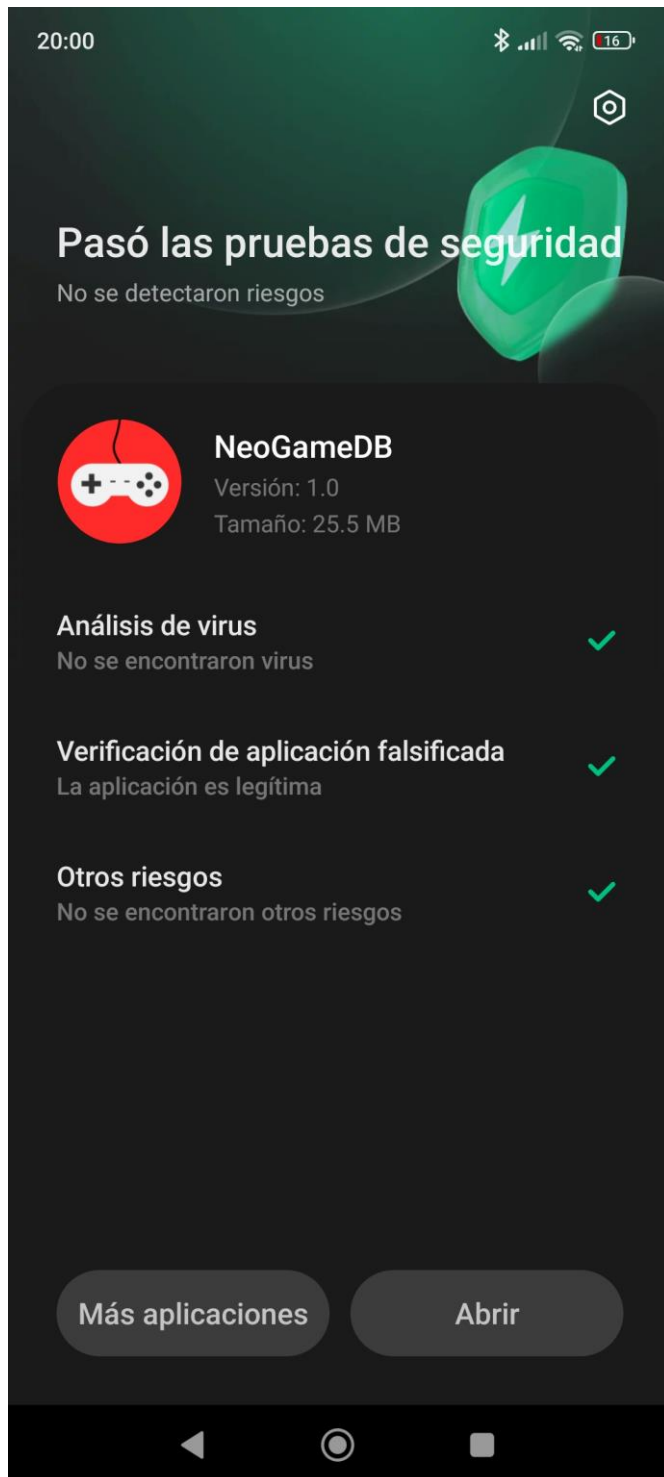 20:00
16
Pasó las pruebas de seguridad
No se detectaron riesgos
NeoGameDB
Versión: 1.0
Tamaño: 25.5 MB
Análisis de virus
No se encontraron virus
Verificación de aplicación falsificada
La aplicación es legítima
Otros riesgos
No se encontraron otros riesgos
Más aplicaciones
Abrir